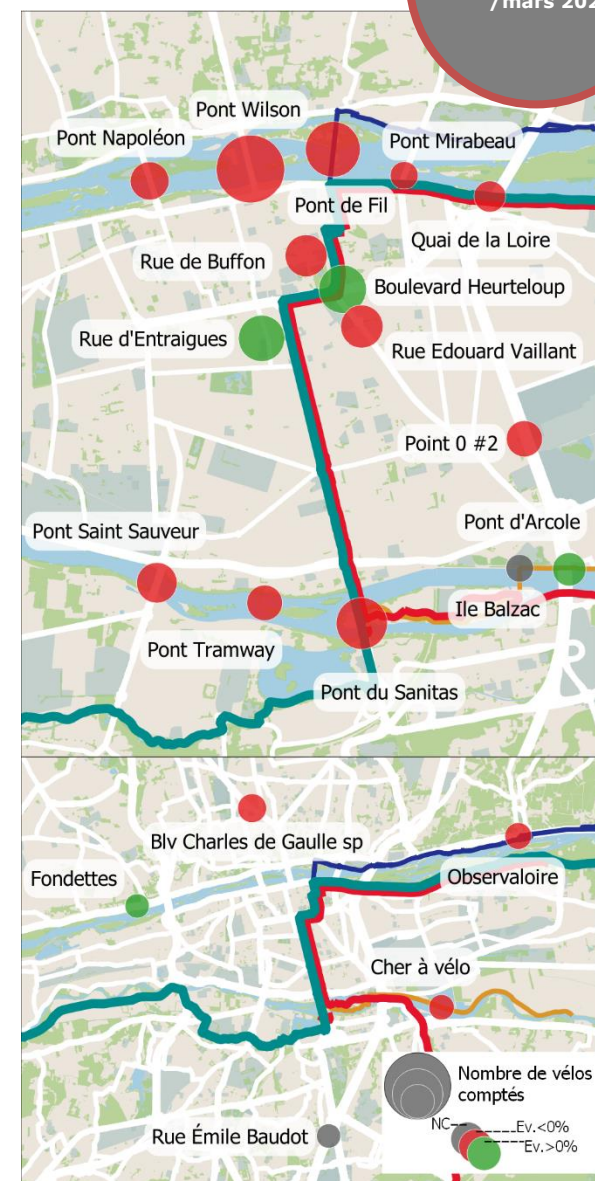 /mars 202
Pont Wilson
Pont Napoléon
Pont Mirabeau
Pont de Fil
Quai de la Loire
Rue de Buffon
Boulevard Heurteloup
Rue d'Entraigues
Rue Edouard Vaillant
Point 0 #2
Pont d'Arcole
Pont Saint Sauveur
Ile Balzac
Pont Tramway
Pont du Sanitas
Blv Charles de Gaulle sp
Fondettes
Observaloire
Cher à vélo
Rue Émile Baudot
Nombre de vélos
comptés
NC
Ev.<0%
Ev.>0%